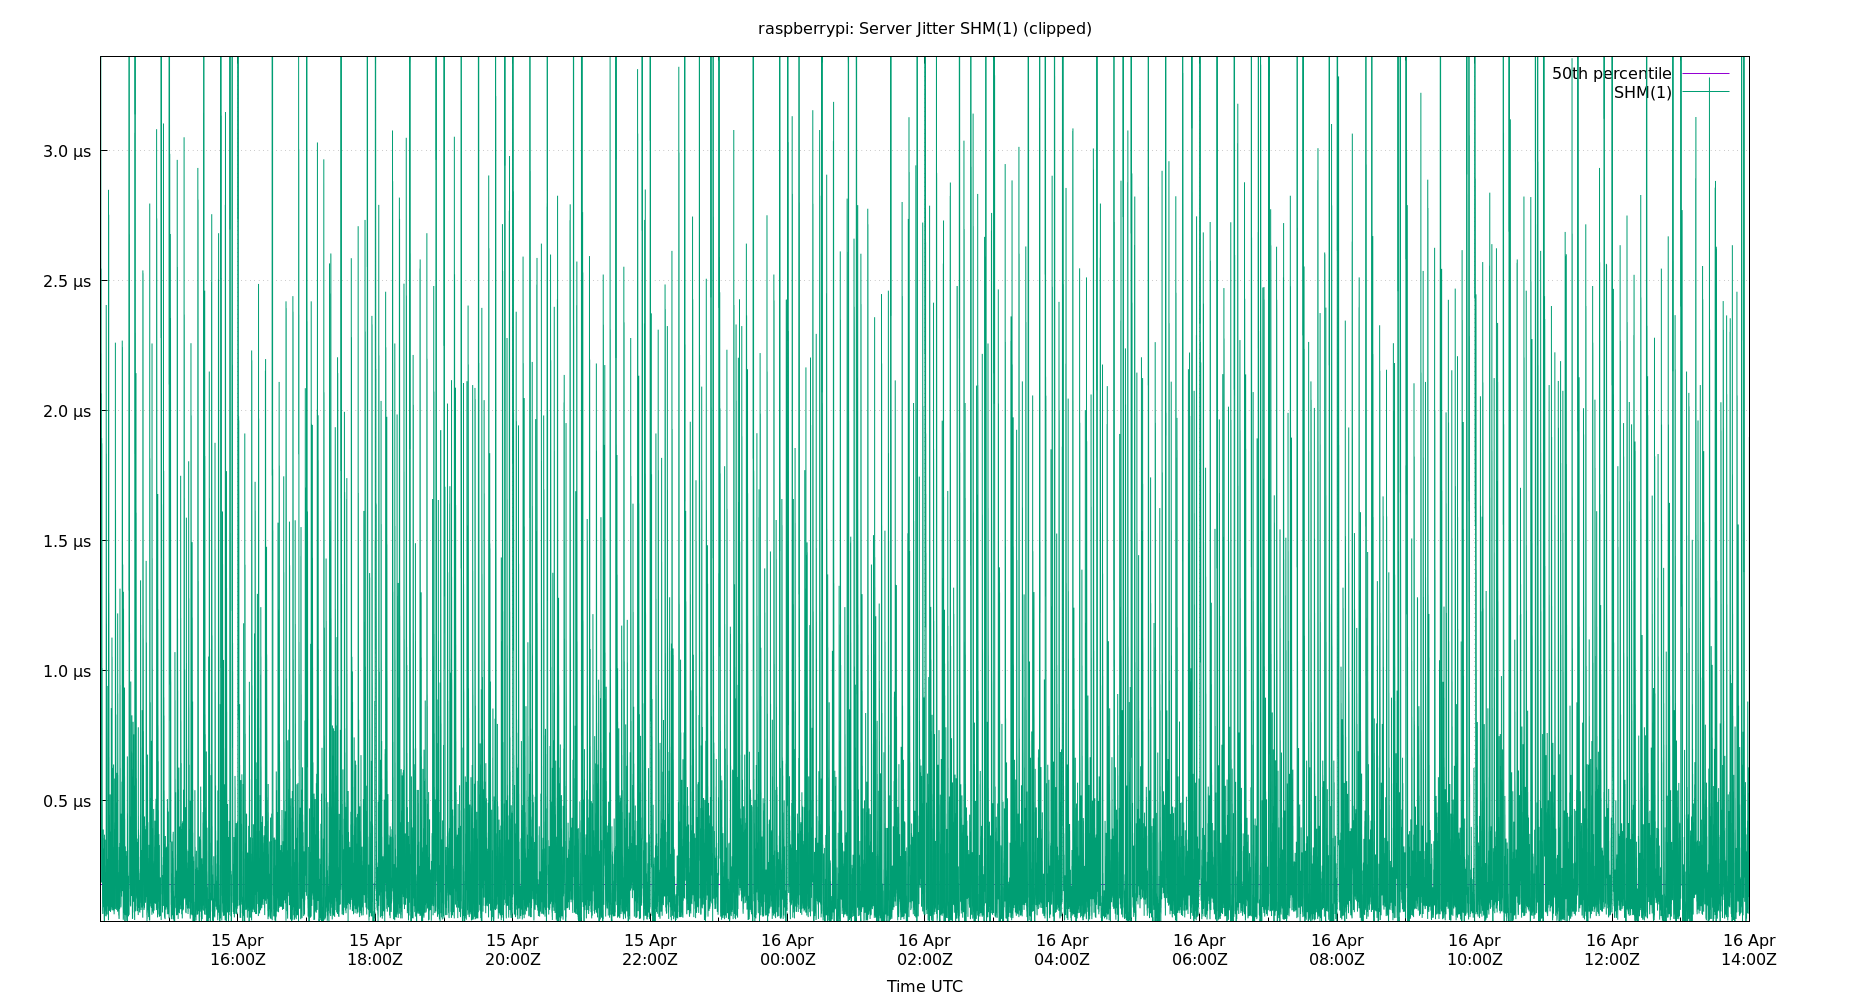 raspberrypi: Server Jitter SHM(1) (clipped)
50th percentile
SHM(1)
3.0 µs
2.5 µs
2.0 µs
1.5 µs
1.0 µs
0.5 µs
15 Apr 15 Apr 15 Apr 15 Apr 16 Apr 16 Apr 16 Apr 16 Apr 16 Apr 16 Apr 16 Apr 16 Apr
16:00Z 18:00Z 20:00Z 22:00Z 00:00Z 02:00Z 04:00Z 06:00Z 08:00Z 10:00Z 12:00Z 14:00Z
Time UTC